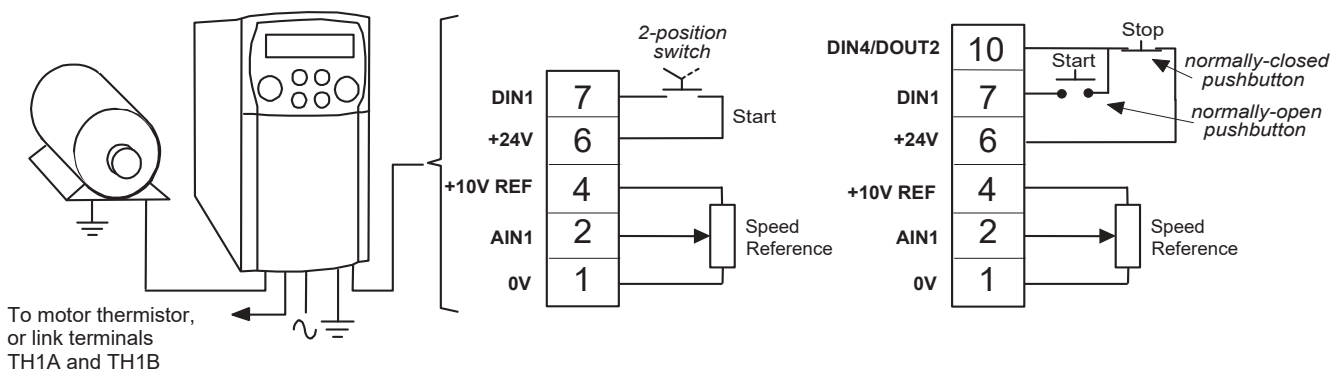 2-position
switch
DIN1 7
Start
+24V 6
+10V REF 4
AIN1 2
Speed
Reference
0V 1
DIN4/DOUT2 10
Stop
Start
normally-closed
pushbutton
DIN1 7
normally-open
pushbutton
+24V 6
+10V REF 4
AIN1 2
Speed
Reference
0V 1
To motor thermistor,
or link terminals
TH1A and TH1B